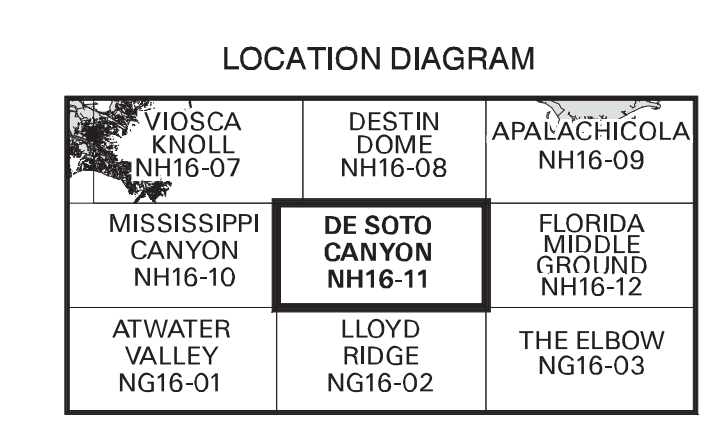 LOCATION DIAGRAM
VIOSCA
KNOLL
NH16-07
DESTIN
DOME
NH16-08
APALACHICOLA
NH16-09
MISSISSIPPI
CANYON
NH16-10
DE SOTO
CANYON
NH16-11
FLORIDA
MIDDLE
GROUND
NH16-12
ATWATER
VALLEY
NG16-01
LLOYD
RIDGE
NG16-02
THE ELBOW
NG16-03